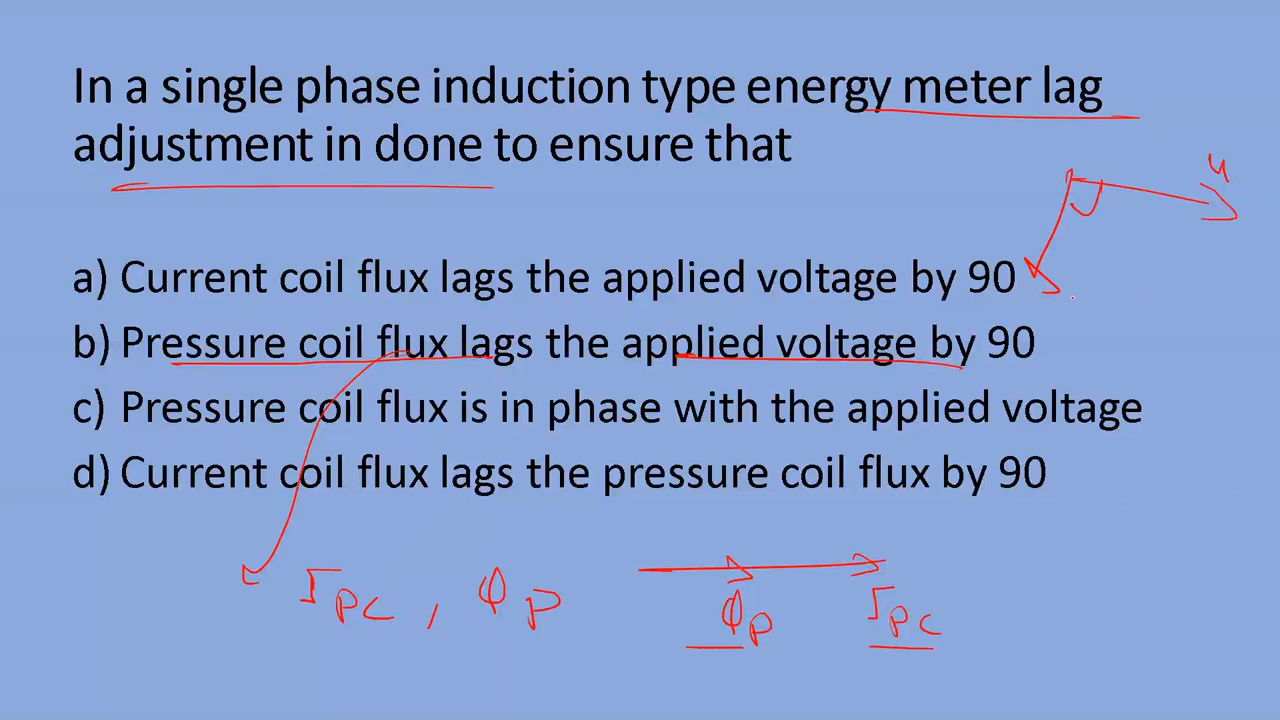 In a single phase induction type energy meter lag
adjustment in done to ensure that
a) Current coil flux lags the applied voltage by 90
b) Pressure coil flux lags the applied voltage by 90
c) Pressure coil flux is in phase with the applied voltage
d) Current coil flux lags the pressure coil flux by 90
I PC , ϕ P
ϕ P I PC